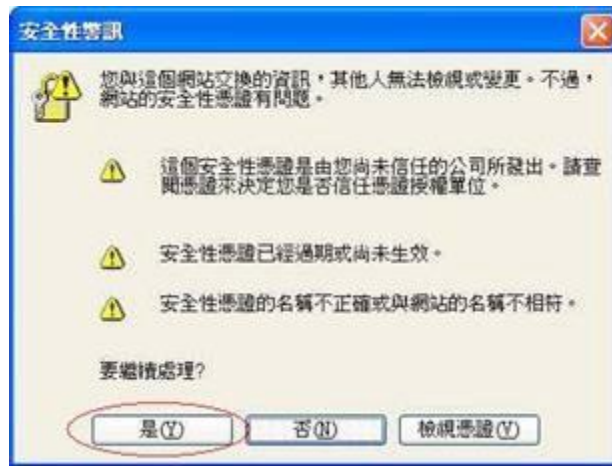 安全性警訊
您與這個網站交換的資訊，其他人無法檢視或變更。不過，
網站的安全性憑證有問題。
這個安全性憑證是由您尚未信任的公司所發出。請查
閱憑證來決定您是否信任憑證授權單位。
安全性憑證已經過期或尚未生效。
安全性憑證的名稱不正確或與網站的名稱不相符。
要繼續處理?
是(Y)
否(N)
檢視憑證(V)